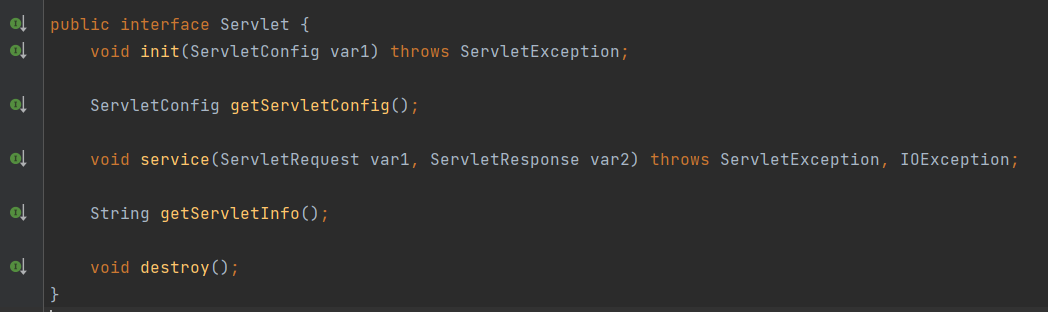 public interface Servlet {
void init(ServletConfig var1) throws ServletException;
ServletConfig getServletConfig();
void service(ServletRequest var1, ServletResponse var2) throws ServletException, IOException;
String getServletInfo();
void destroy();
}